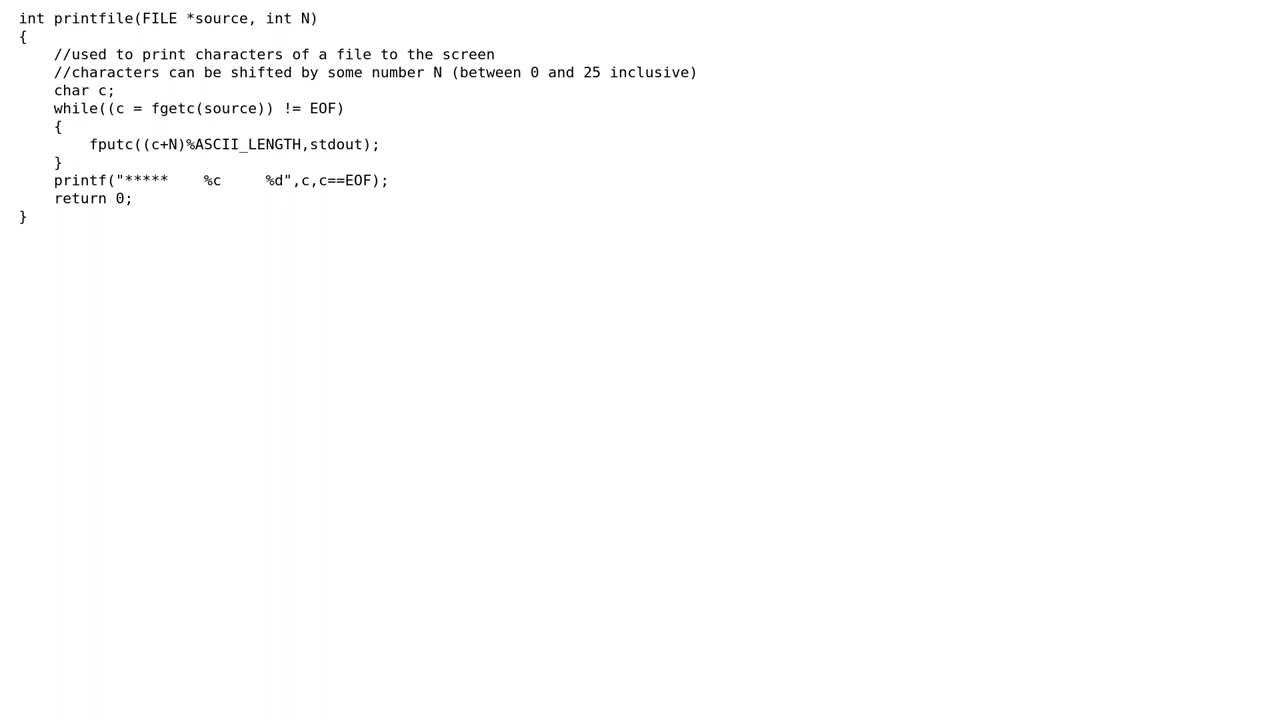 int printfile(FILE *source, int N)
{
    //used to print characters of a file to the screen
    //characters can be shifted by some number N (between 0 and 25 inclusive)
    char c;
    while((c = fgetc(source)) != EOF)
    {
        fputc((c+N)%ASCII_LENGTH,stdout);
    }
    printf("*****    %c     %d",c,c==EOF);
    return 0;
}